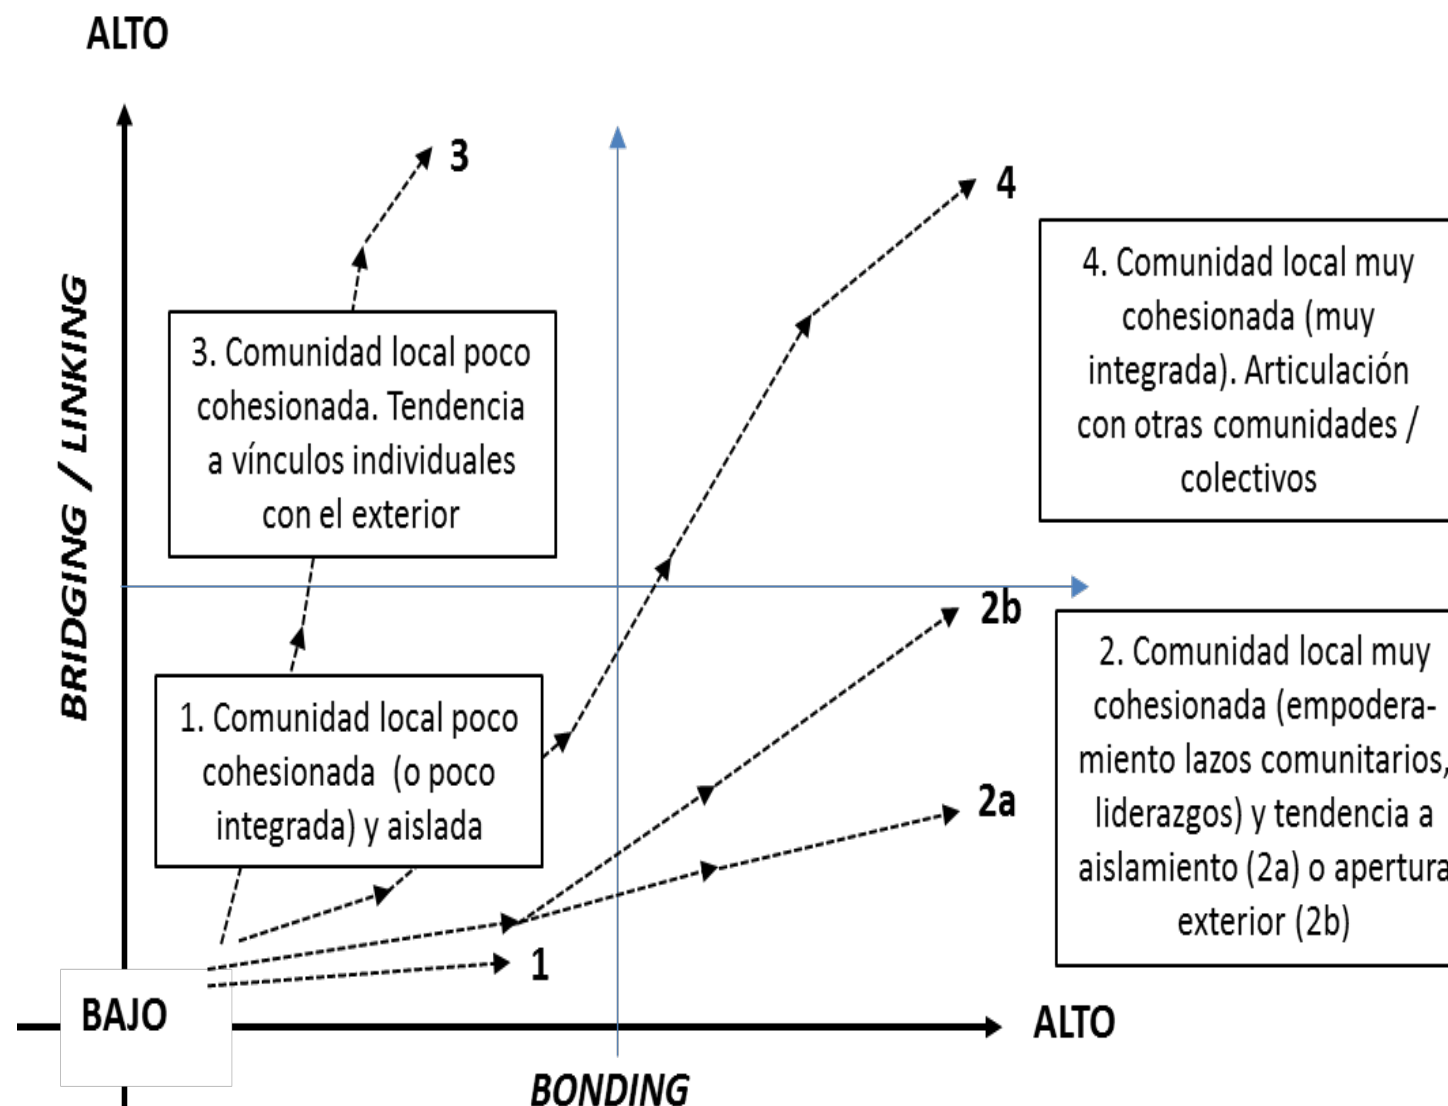 ALTO
3
4
BRIDGING / LINKING
3. Comunidad local poco
cohesionada. Tendencia
a vínculos individuales
con el exterior
4. Comunidad local muy
cohesionada (muy
integrada). Articulación
con otras comunidades /
colectivos
2b
1. Comunidad local poco
cohesionada (o poco
integrada) y aislada
2. Comunidad local muy
cohesionada (empodera-
miento lazos comunitarios,
liderazgos) y tendencia a
aislamiento (2a) o apertura
exterior (2b)
2a
1
BAJO
ALTO
BONDING